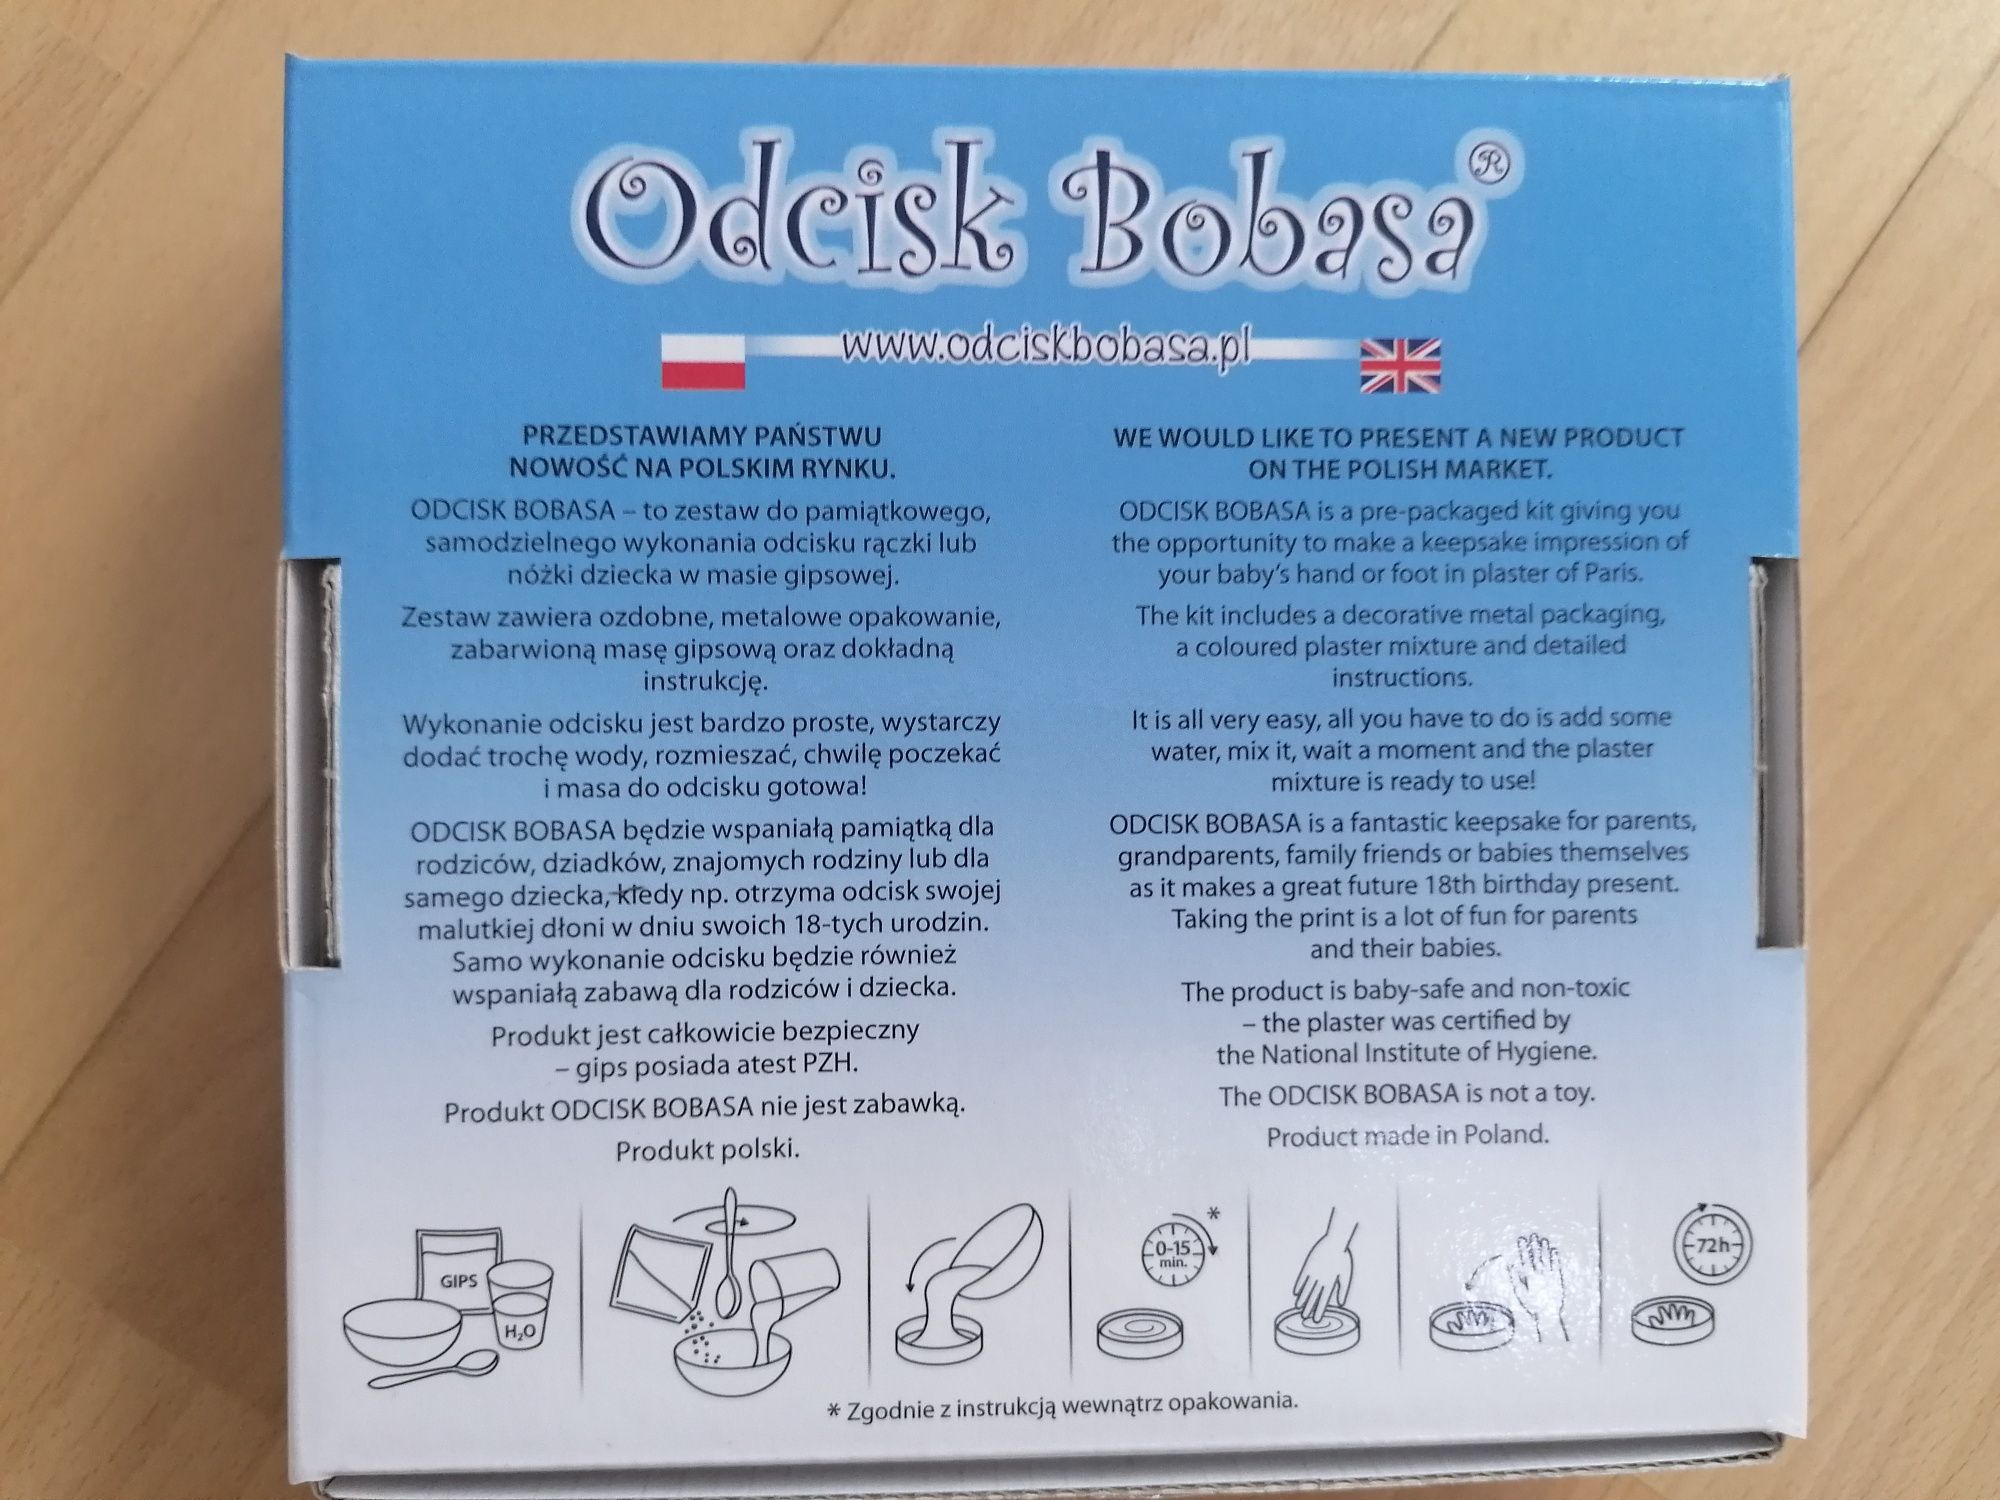 Odcisk Bobasa®
www.odciskbobasa.pl
PRZEDSTAWIAMY PAŃSTWU
NOWOŚĆ NA POLSKIM RYNKU.
ODCISK BOBASA – to zestaw do pamiątkowego,
samodzielnego wykonania odcisku rączki lub
nóżki dziecka w masie gipsowej.
Zestaw zawiera ozdobne, metalowe opakowanie,
zabarwioną masę gipsową oraz dokładną
instrukcję.
Wykonanie odcisku jest bardzo proste, wystarczy
dodać trochę wody, rozmieszać, chwilę poczekać
i masa do odcisku gotowa!
ODCISK BOBASA będzie wspaniałą pamiątką dla
rodziców, dziadków, znajomych rodziny lub dla
samego dziecka, kiedy np. otrzyma odcisk swojej
malutkiej dłoni w dniu swoich 18-tych urodzin.
Samo wykonanie odcisku będzie również
wspaniałą zabawą dla rodziców i dziecka.
Produkt jest całkowicie bezpieczny
– gips posiada atest PZH.
Produkt ODCISK BOBASA nie jest zabawką.
Produkt polski.
WE WOULD LIKE TO PRESENT A NEW PRODUCT
ON THE POLISH MARKET.
ODCISK BOBASA is a pre-packaged kit giving you
the opportunity to make a keepsake impression of
your baby's hand or foot in plaster of Paris.
The kit includes a decorative metal packaging,
a coloured plaster mixture and detailed
instructions.
It is all very easy, all you have to do is add some
water, mix it, wait a moment and the plaster
mixture is ready to use!
ODCISK BOBASA is a fantastic keepsake for parents,
grandparents, family friends or babies themselves
as it makes a great future 18th birthday present.
Taking the print is a lot of fun for parents
and their babies.
The product is baby-safe and non-toxic
– the plaster was certified by
the National Institute of Hygiene.
The ODCISK BOBASA is not a toy.
Product made in Poland.
GIPS
H₂O
*
0-15
min.
72h
* Zgodnie z instrukcją wewnątrz opakowania.